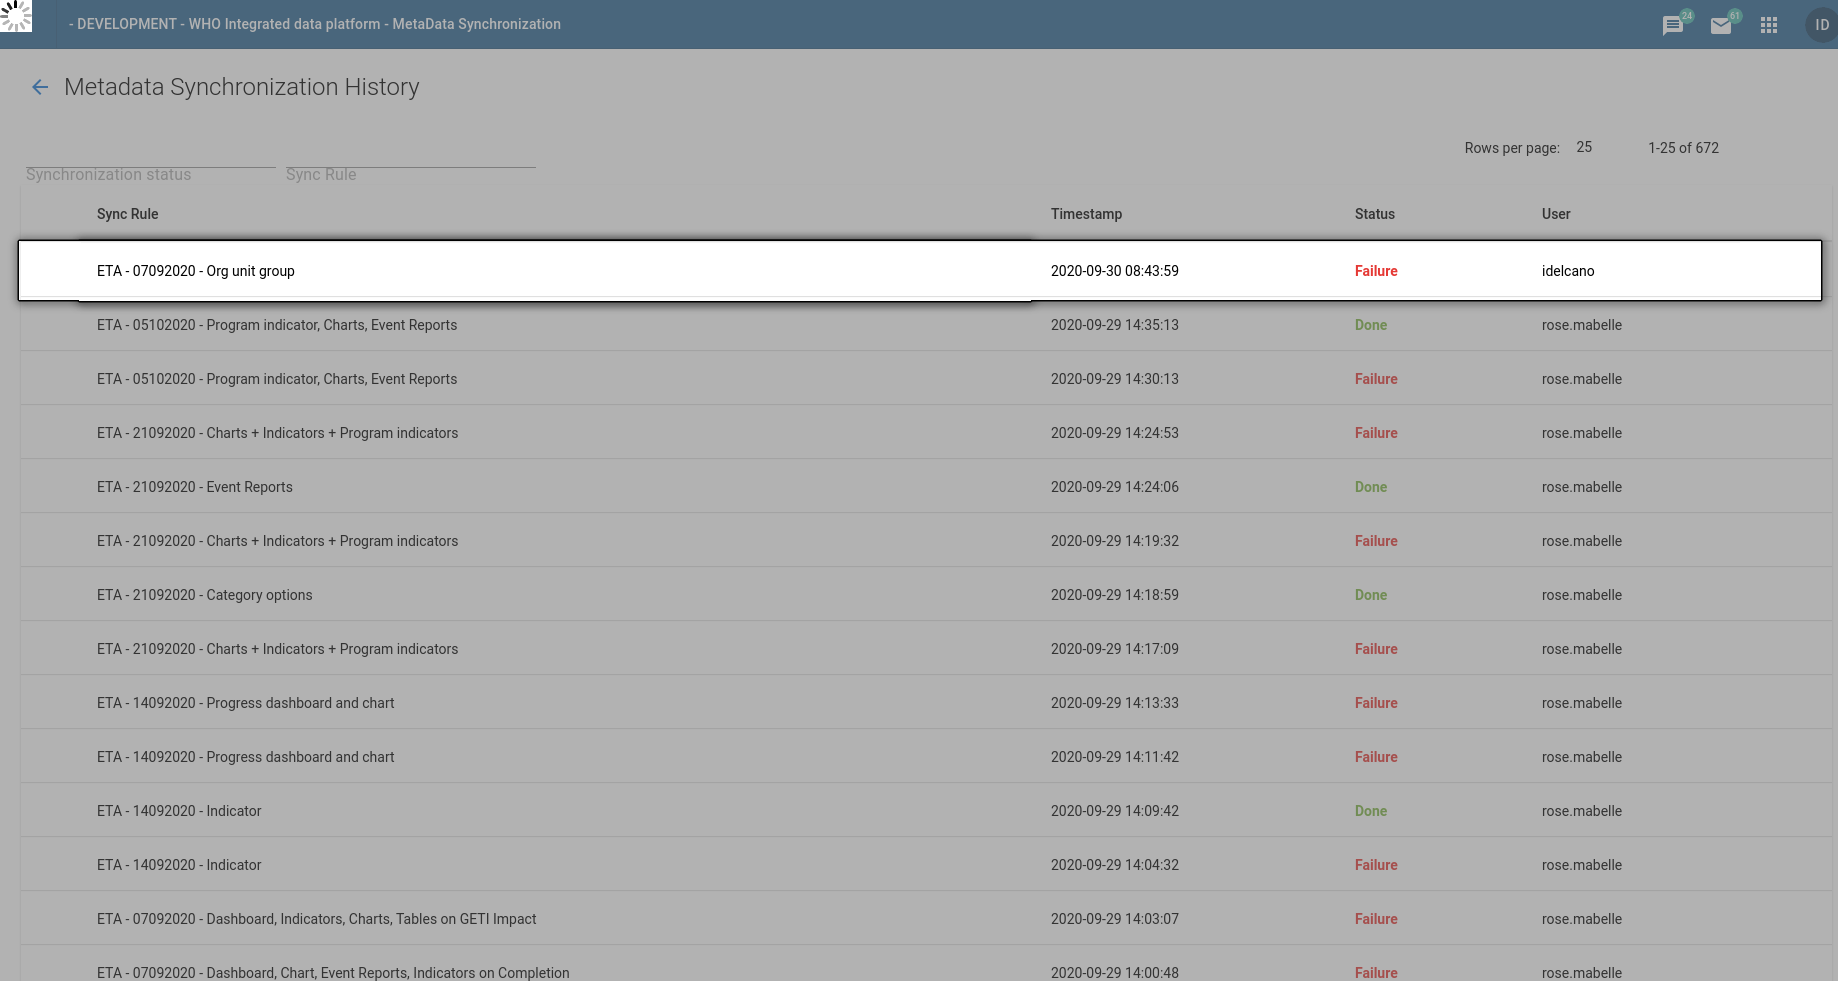 - DEVELOPMENT - WHO Integrated data platform - MetaData Synchronization 24 61 ID
Metadata Synchronization History
Rows per page: 25 1-25 of 672
Synchronization status Sync Rule
Sync Rule Timestamp Status User
ETA - 07092020 - Org unit group 2020-09-30 08:43:59 Failure idelcano
ETA - 05102020 - Program indicator, Charts, Event Reports 2020-09-29 14:35:13 Done rose.mabelle
ETA - 05102020 - Program indicator, Charts, Event Reports 2020-09-29 14:30:13 Failure rose.mabelle
ETA - 21092020 - Charts + Indicators + Program indicators 2020-09-29 14:24:53 Failure rose.mabelle
ETA - 21092020 - Event Reports 2020-09-29 14:24:06 Done rose.mabelle
ETA - 21092020 - Charts + Indicators + Program indicators 2020-09-29 14:19:32 Failure rose.mabelle
ETA - 21092020 - Category options 2020-09-29 14:18:59 Done rose.mabelle
ETA - 21092020 - Charts + Indicators + Program indicators 2020-09-29 14:17:09 Failure rose.mabelle
ETA - 14092020 - Progress dashboard and chart 2020-09-29 14:13:33 Failure rose.mabelle
ETA - 14092020 - Progress dashboard and chart 2020-09-29 14:11:42 Failure rose.mabelle
ETA - 14092020 - Indicator 2020-09-29 14:09:42 Done rose.mabelle
ETA - 14092020 - Indicator 2020-09-29 14:04:32 Failure rose.mabelle
ETA - 07092020 - Dashboard, Indicators, Charts, Tables on GETI Impact 2020-09-29 14:03:07 Failure rose.mabelle
ETA - 07092020 - Dashboard, Chart, Event Reports, Indicators on Completion 2020-09-29 14:00:48 Failure rose.mabelle